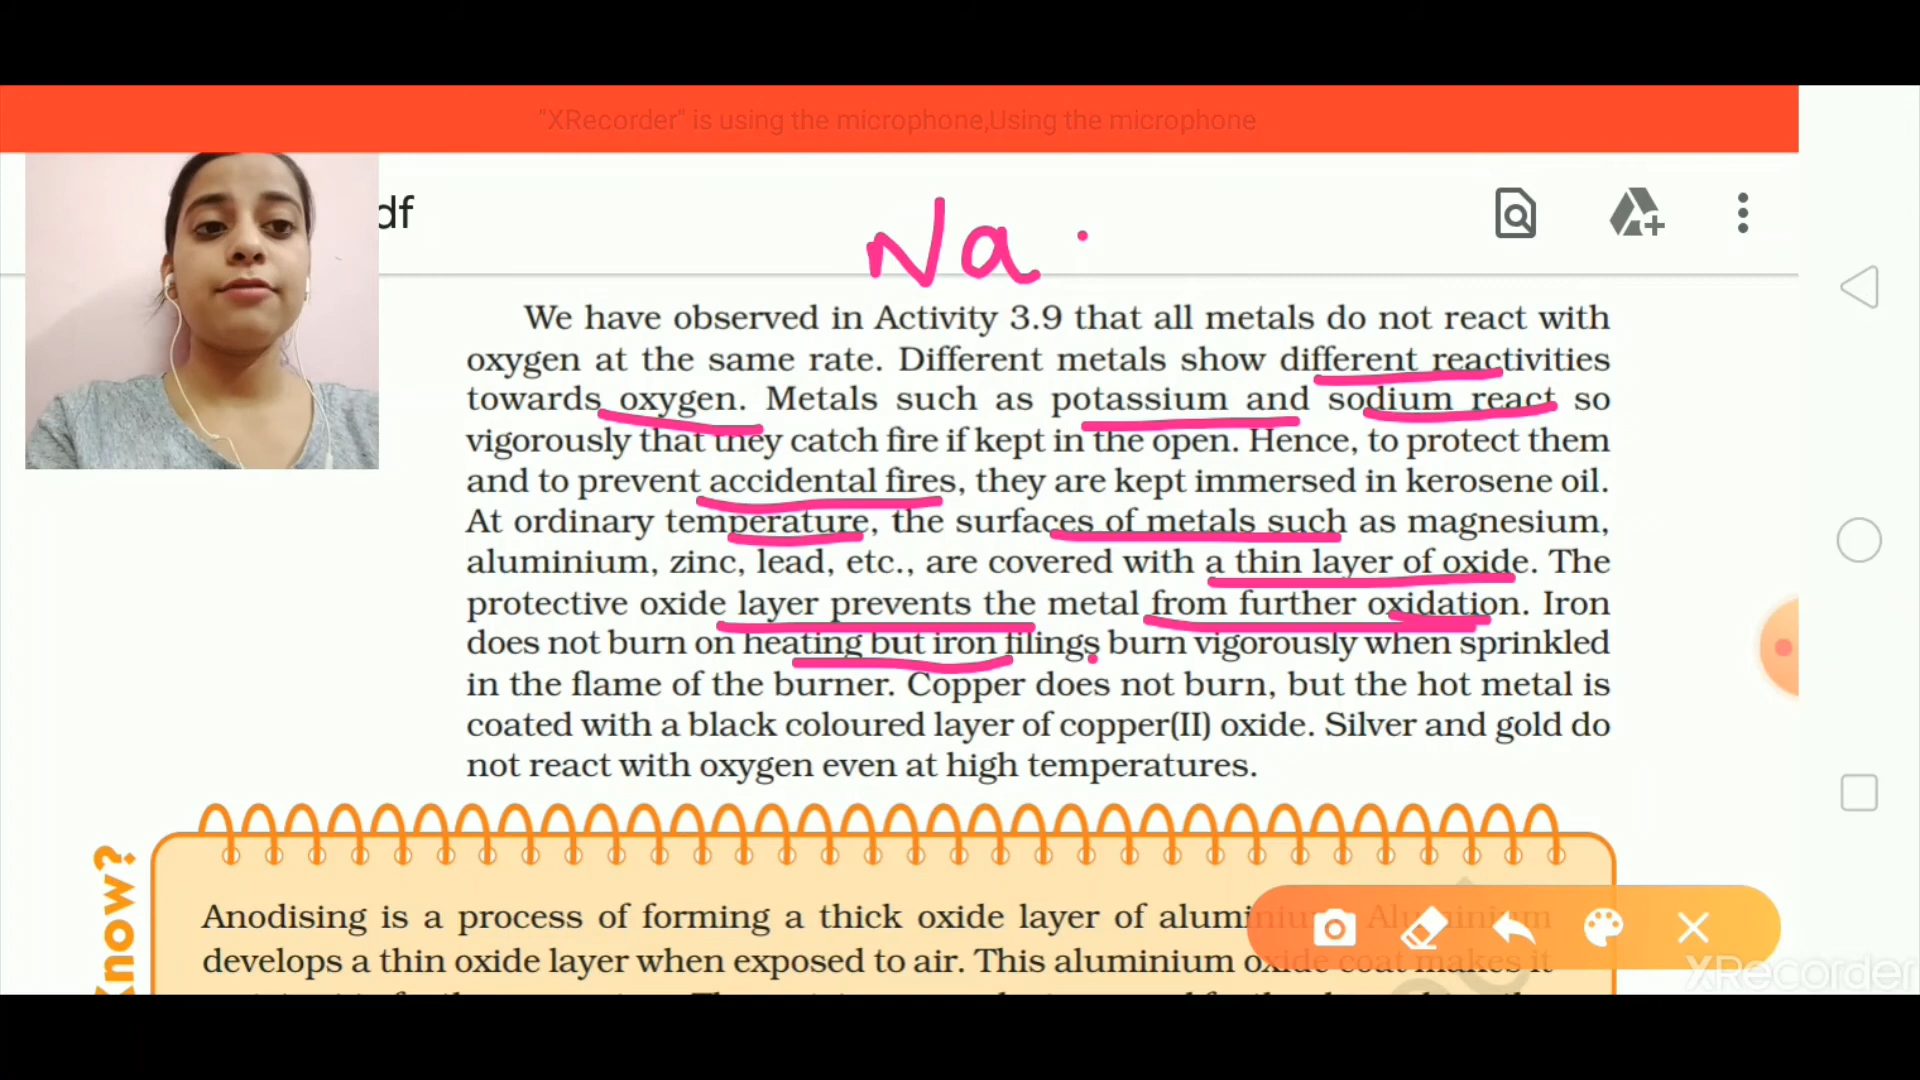 "XRecorder" is using the microphone,Using the microphone
df
Na
We have observed in Activity 3.9 that all metals do not react with
oxygen at the same rate. Different metals show different reactivities
towards oxygen. Metals such as potassium and sodium react so
vigorously that they catch fire if kept in the open. Hence, to protect them
and to prevent accidental fires, they are kept immersed in kerosene oil.
At ordinary temperature, the surfaces of metals such as magnesium,
aluminium, zinc, lead, etc., are covered with a thin layer of oxide. The
protective oxide layer prevents the metal from further oxidation. Iron
does not burn on heating but iron filings burn vigorously when sprinkled
in the flame of the burner. Copper does not burn, but the hot metal is
coated with a black coloured layer of copper(II) oxide. Silver and gold do
not react with oxygen even at high temperatures.
know?
Anodising is a process of forming a thick oxide layer of aluminium. Aluminium
develops a thin oxide layer when exposed to air. This aluminium oxide coat makes it
XRecorder